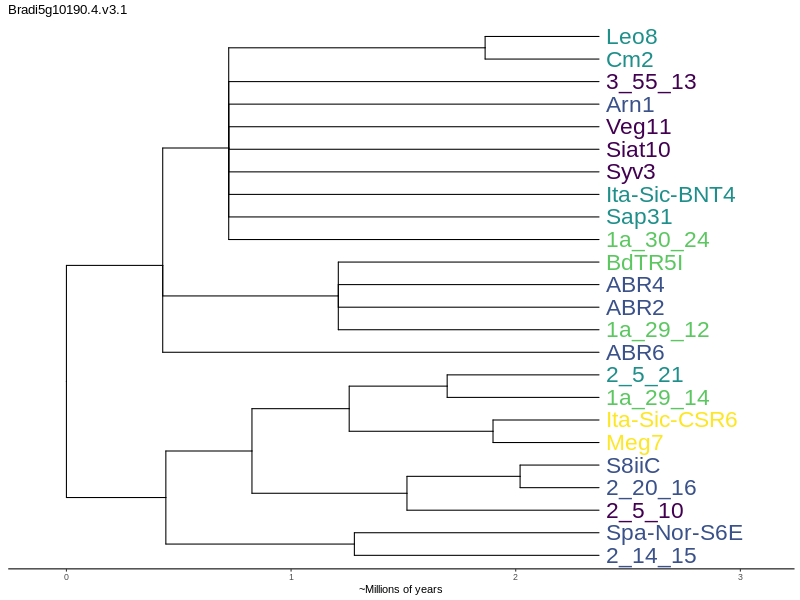 Bradi5g10190.4.v3.1
Leo8
Cm2
3_55_13
Arn1
Veg11
Siat10
Syv3
Ita-Sic-BNT4
Sap31
1a_30_24
BdTR5I
ABR4
ABR2
1a_29_12
ABR6
2_5_21
1a_29_14
Ita-Sic-CSR6
Meg7
S8iiC
2_20_16
2_5_10
Spa-Nor-S6E
2_14_15
0 1 2 3
~Millions of years